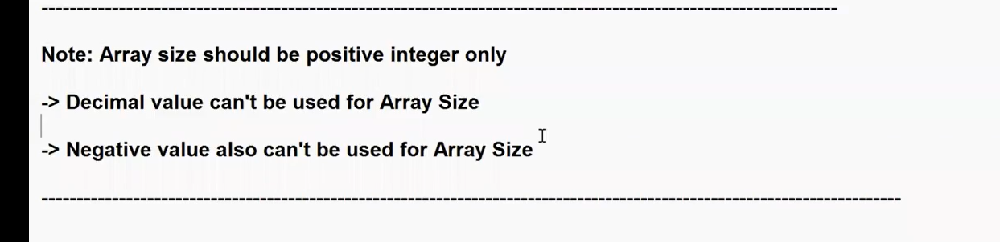 ---------------------------------------------------------------------------------------------------------------------
Note: Array size should be positive integer only
-> Decimal value can't be used for Array Size
-> Negative value also can't be used for Array Size
------------------------------------------------------------------------------------------------------------------------------